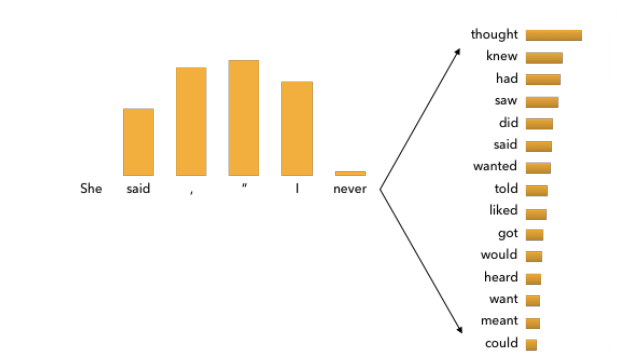 She said , " I never
thought
knew
had
saw
did
said
wanted
told
liked
got
would
heard
want
meant
could